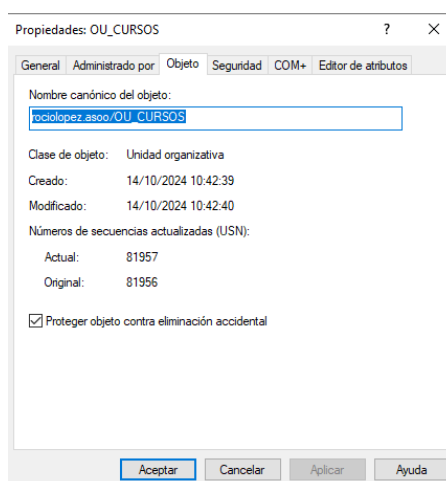 Propiedades: OU_CURSOS ? ×
General Administrado por Objeto Seguridad COM+ Editor de atributos
Nombre canónico del objeto:
rociolopez.asoo/OU_CURSOS
Clase de objeto: Unidad organizativa
Creado: 14/10/2024 10:42:39
Modificado: 14/10/2024 10:42:40
Números de secuencias actualizadas (USN):
Actual: 81957
Original: 81956
Proteger objeto contra eliminación accidental
Aceptar Cancelar Aplicar Ayuda